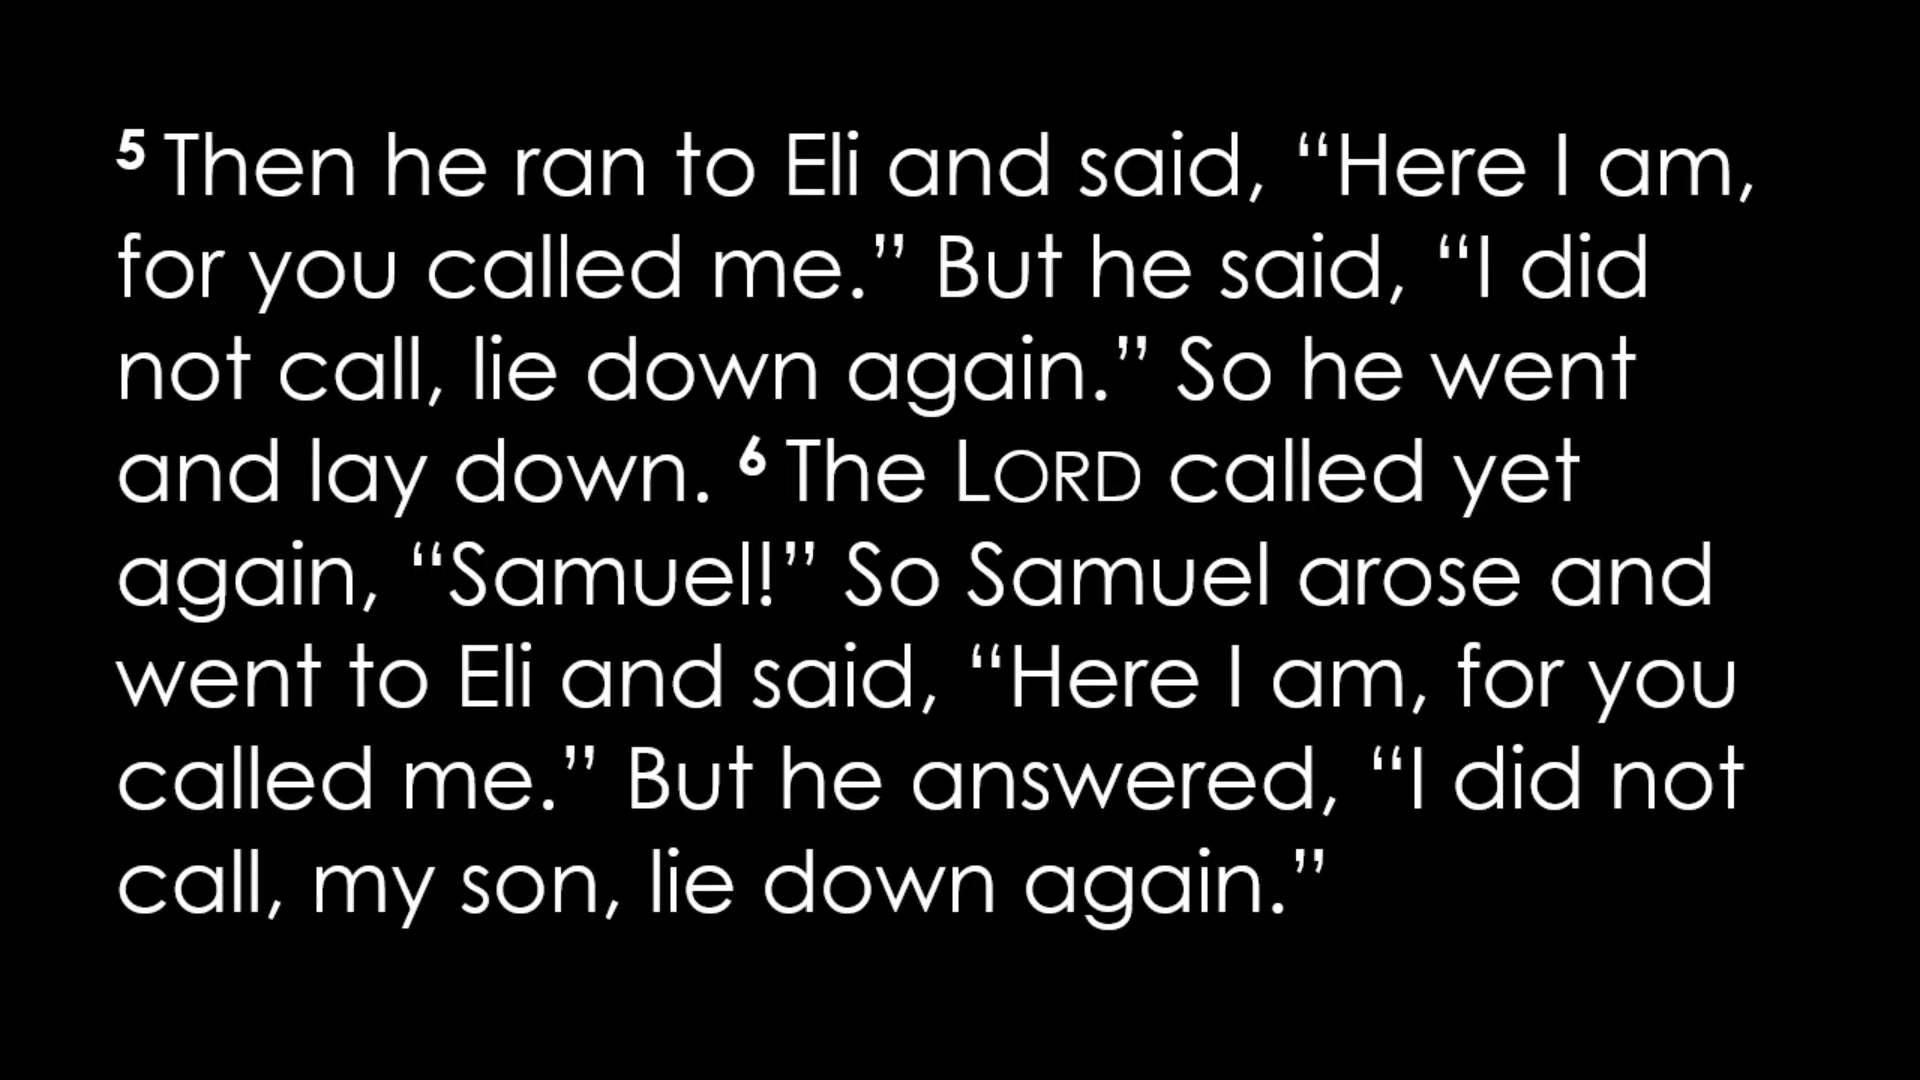 5 Then he ran to Eli and said, “Here I am,
for you called me.” But he said, “I did
not call, lie down again.” So he went
and lay down. 6 The LORD called yet
again, “Samuel!” So Samuel arose and
went to Eli and said, “Here I am, for you
called me.” But he answered, “I did not
call, my son, lie down again.”